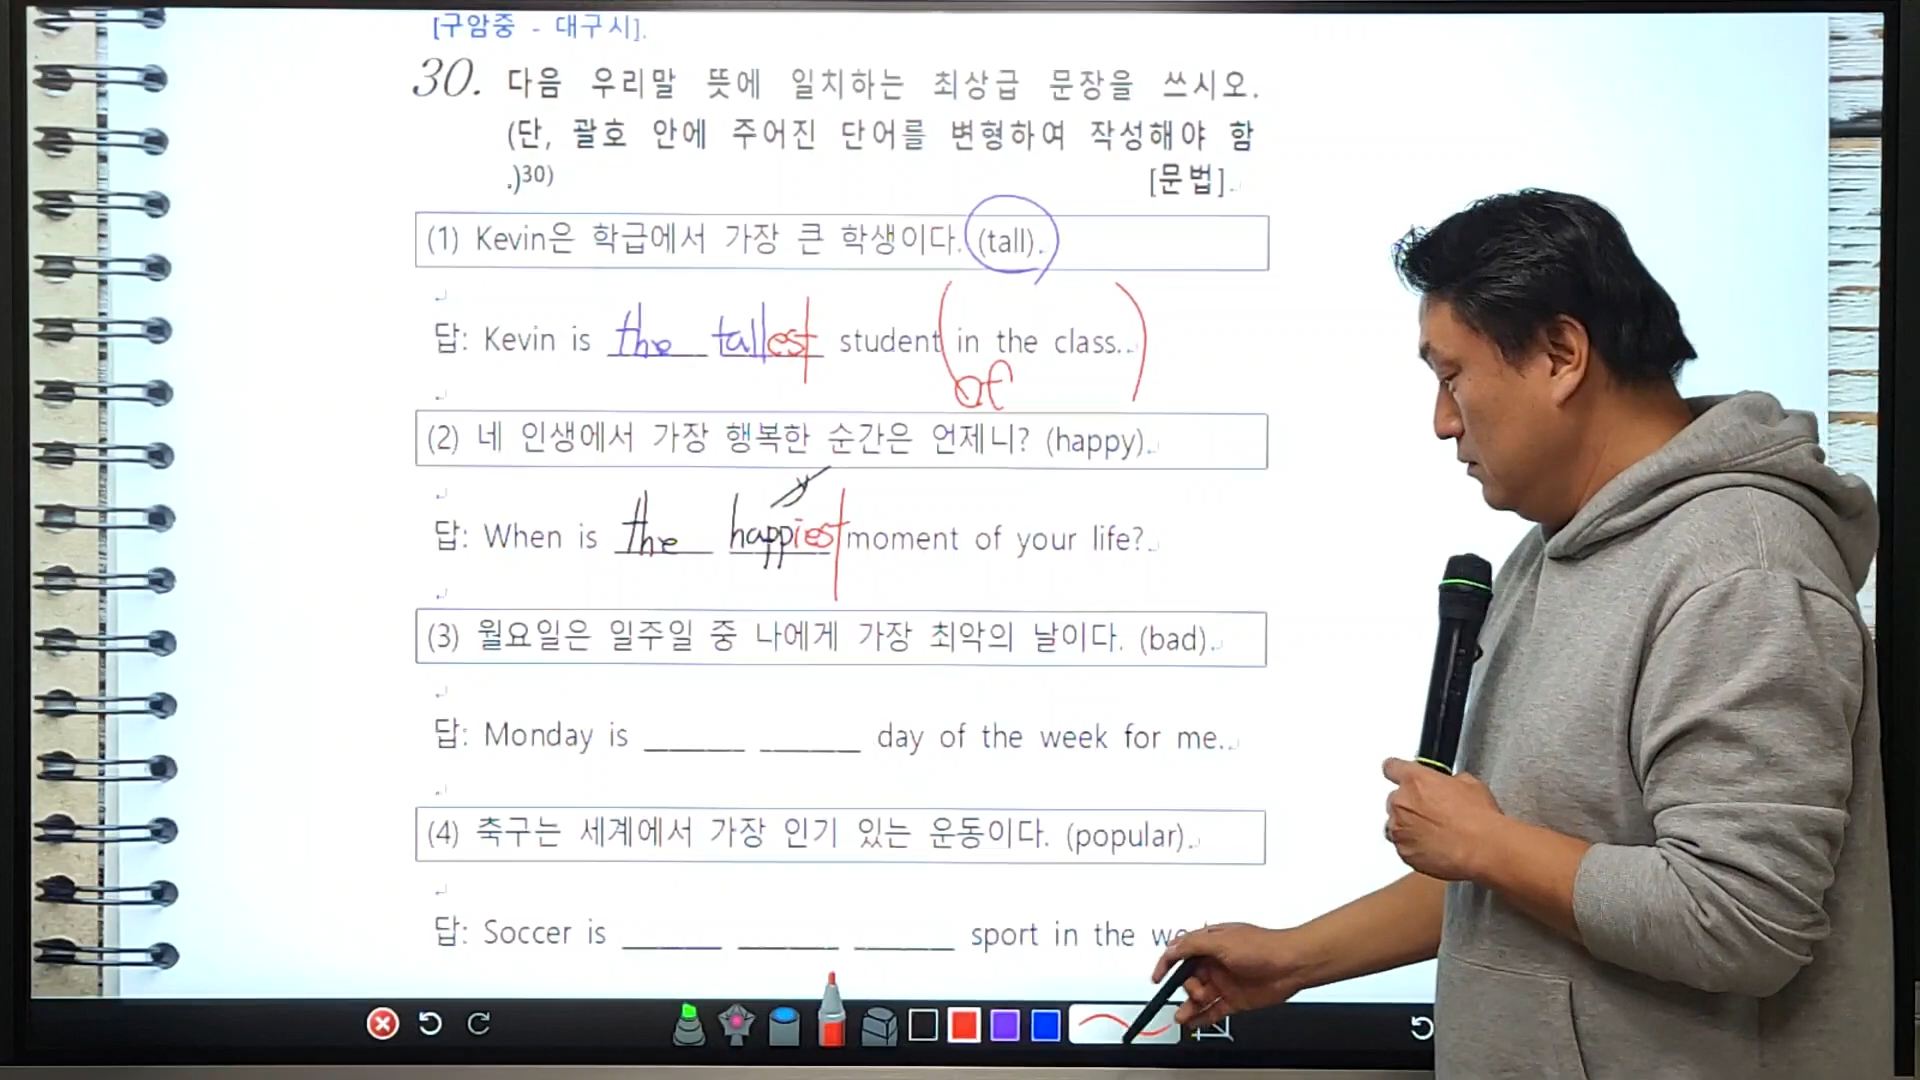 [구암중 - 대구시].
30. 다음 우리말 뜻에 일치하는 최상급 문장을 쓰시오.
(단, 괄호 안에 주어진 단어를 변형하여 작성해야 함
.)30) [문법].
(1) Kevin은 학급에서 가장 큰 학생이다. (tall).
답: Kevin is the tallest student in the class.
of
(2) 네 인생에서 가장 행복한 순간은 언제니? (happy).
y
답: When is the happiest moment of your life?
(3) 월요일은 일주일 중 나에게 가장 최악의 날이다. (bad).
답: Monday is _____ _____ day of the week for me.
(4) 축구는 세계에서 가장 인기 있는 운동이다. (popular).
답: Soccer is _____ _____ _____ sport in the